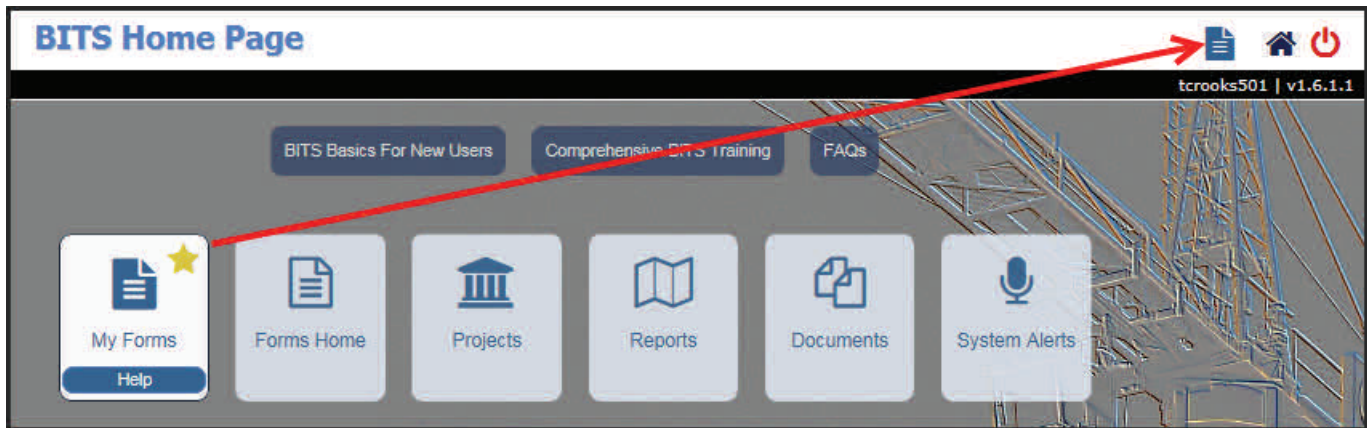 BITS Home Page
tcrooks501 | v1.6.1.1
BITS Basics For New Users
Comprehensive BITS Training
FAQs
My Forms
Forms Home
Projects
Reports
Documents
System Alerts
Help